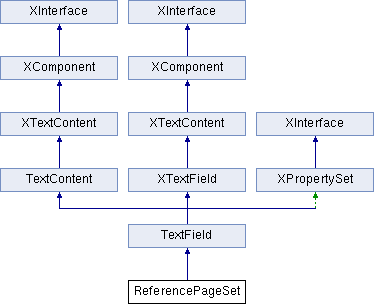 XInterface XInterface
XComponent XComponent
XTextContent XTextContent XInterface
TextContent XTextField XPropertySet
TextField
ReferencePageSet